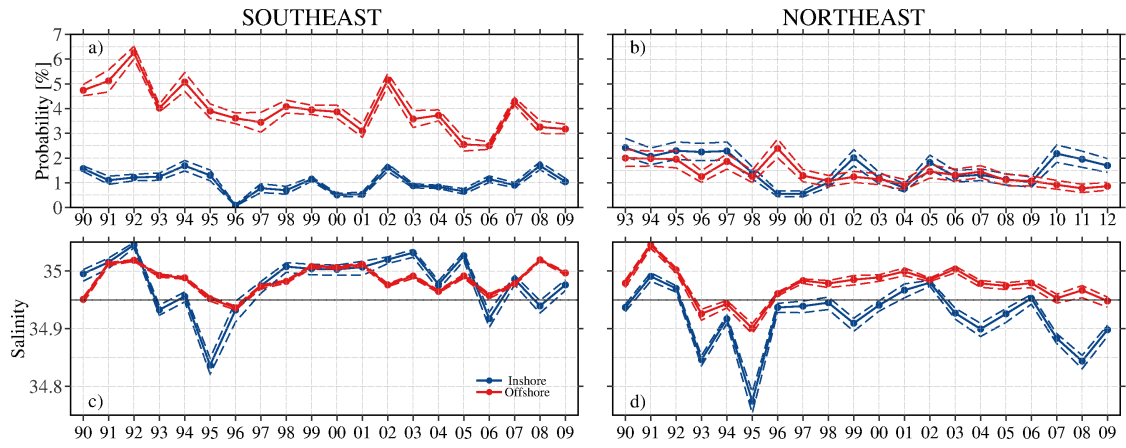 SOUTHEAST
NORTHEAST
a)
b)
Probability [%]
7
6
5
4
3
2
1
0
90 91 92 93 94 95 96 97 98 99 00 01 02 03 04 05 06 07 08 09
93 94 95 96 97 98 99 00 01 02 03 04 05 06 07 08 09 10 11 12
Salinity
35
34.9
34.8
Inshore
Offshore
c)
d)
90 91 92 93 94 95 96 97 98 99 00 01 02 03 04 05 06 07 08 09
90 91 92 93 94 95 96 97 98 99 00 01 02 03 04 05 06 07 08 09